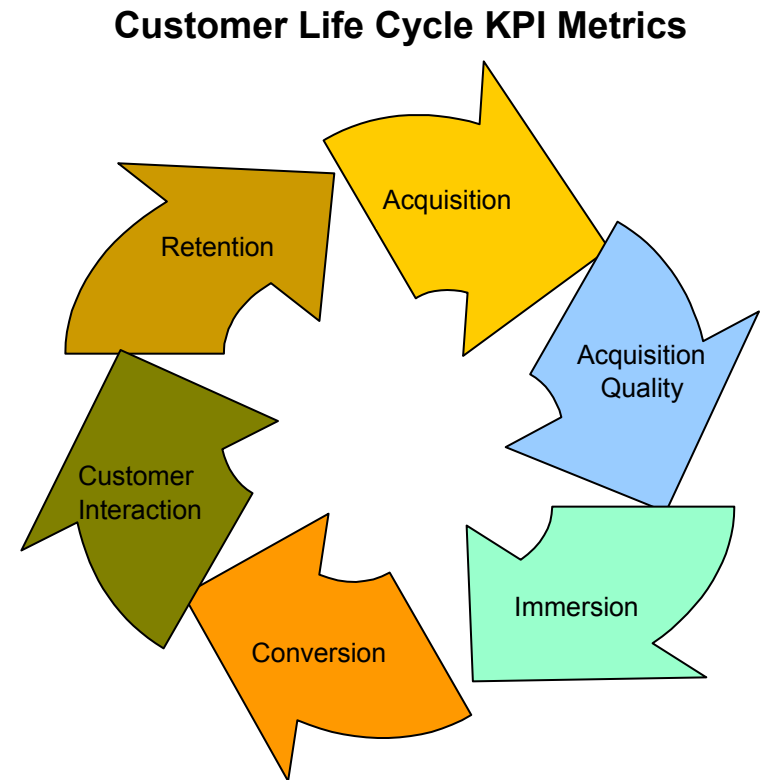 Customer Life Cycle KPI Metrics
Acquisition
Acquisition
Quality
Immersion
Conversion
Customer
Interaction
Retention